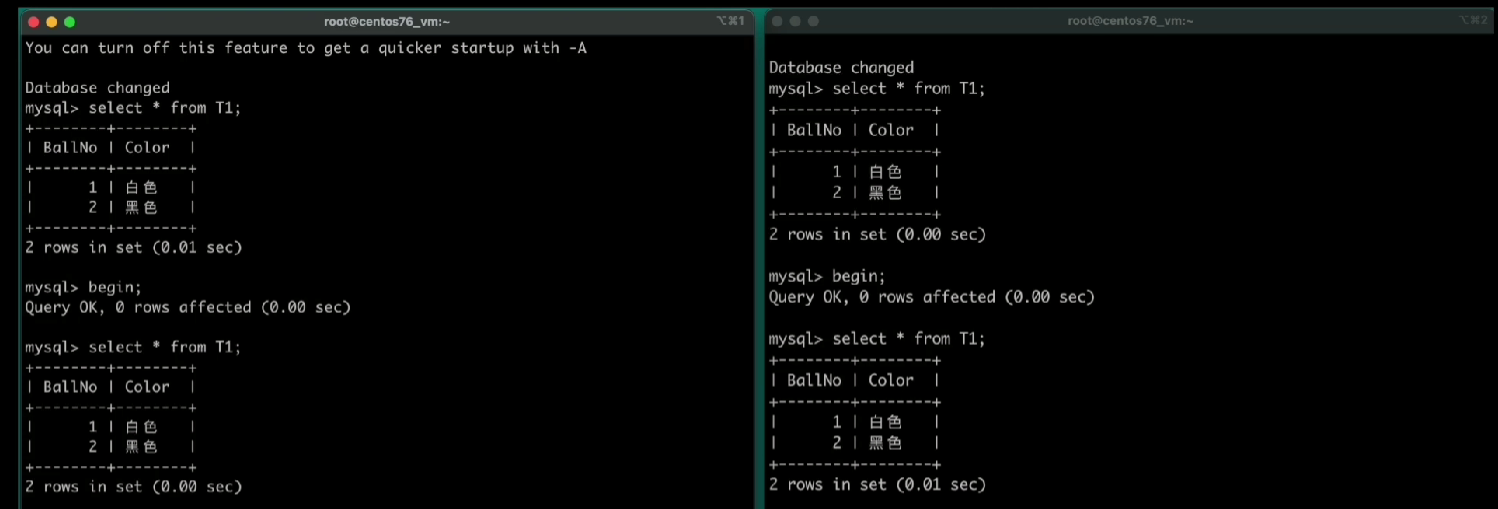 root@centos76_vm:~
⌥⌘1
You can turn off this feature to get a quicker startup with -A
Database changed
mysql> select * from T1;
+--------+--------+
| BallNo | Color  |
+--------+--------+
|      1 | 白色   |
|      2 | 黑色   |
+--------+--------+
2 rows in set (0.01 sec)
mysql> begin;
Query OK, 0 rows affected (0.00 sec)
mysql> select * from T1;
+--------+--------+
| BallNo | Color  |
+--------+--------+
|      1 | 白色   |
|      2 | 黑色   |
+--------+--------+
2 rows in set (0.00 sec)
root@centos76_vm:~
⌥⌘2
Database changed
mysql> select * from T1;
+--------+--------+
| BallNo | Color  |
+--------+--------+
|      1 | 白色   |
|      2 | 黑色   |
+--------+--------+
2 rows in set (0.00 sec)
mysql> begin;
Query OK, 0 rows affected (0.00 sec)
mysql> select * from T1;
+--------+--------+
| BallNo | Color  |
+--------+--------+
|      1 | 白色   |
|      2 | 黑色   |
+--------+--------+
2 rows in set (0.01 sec)